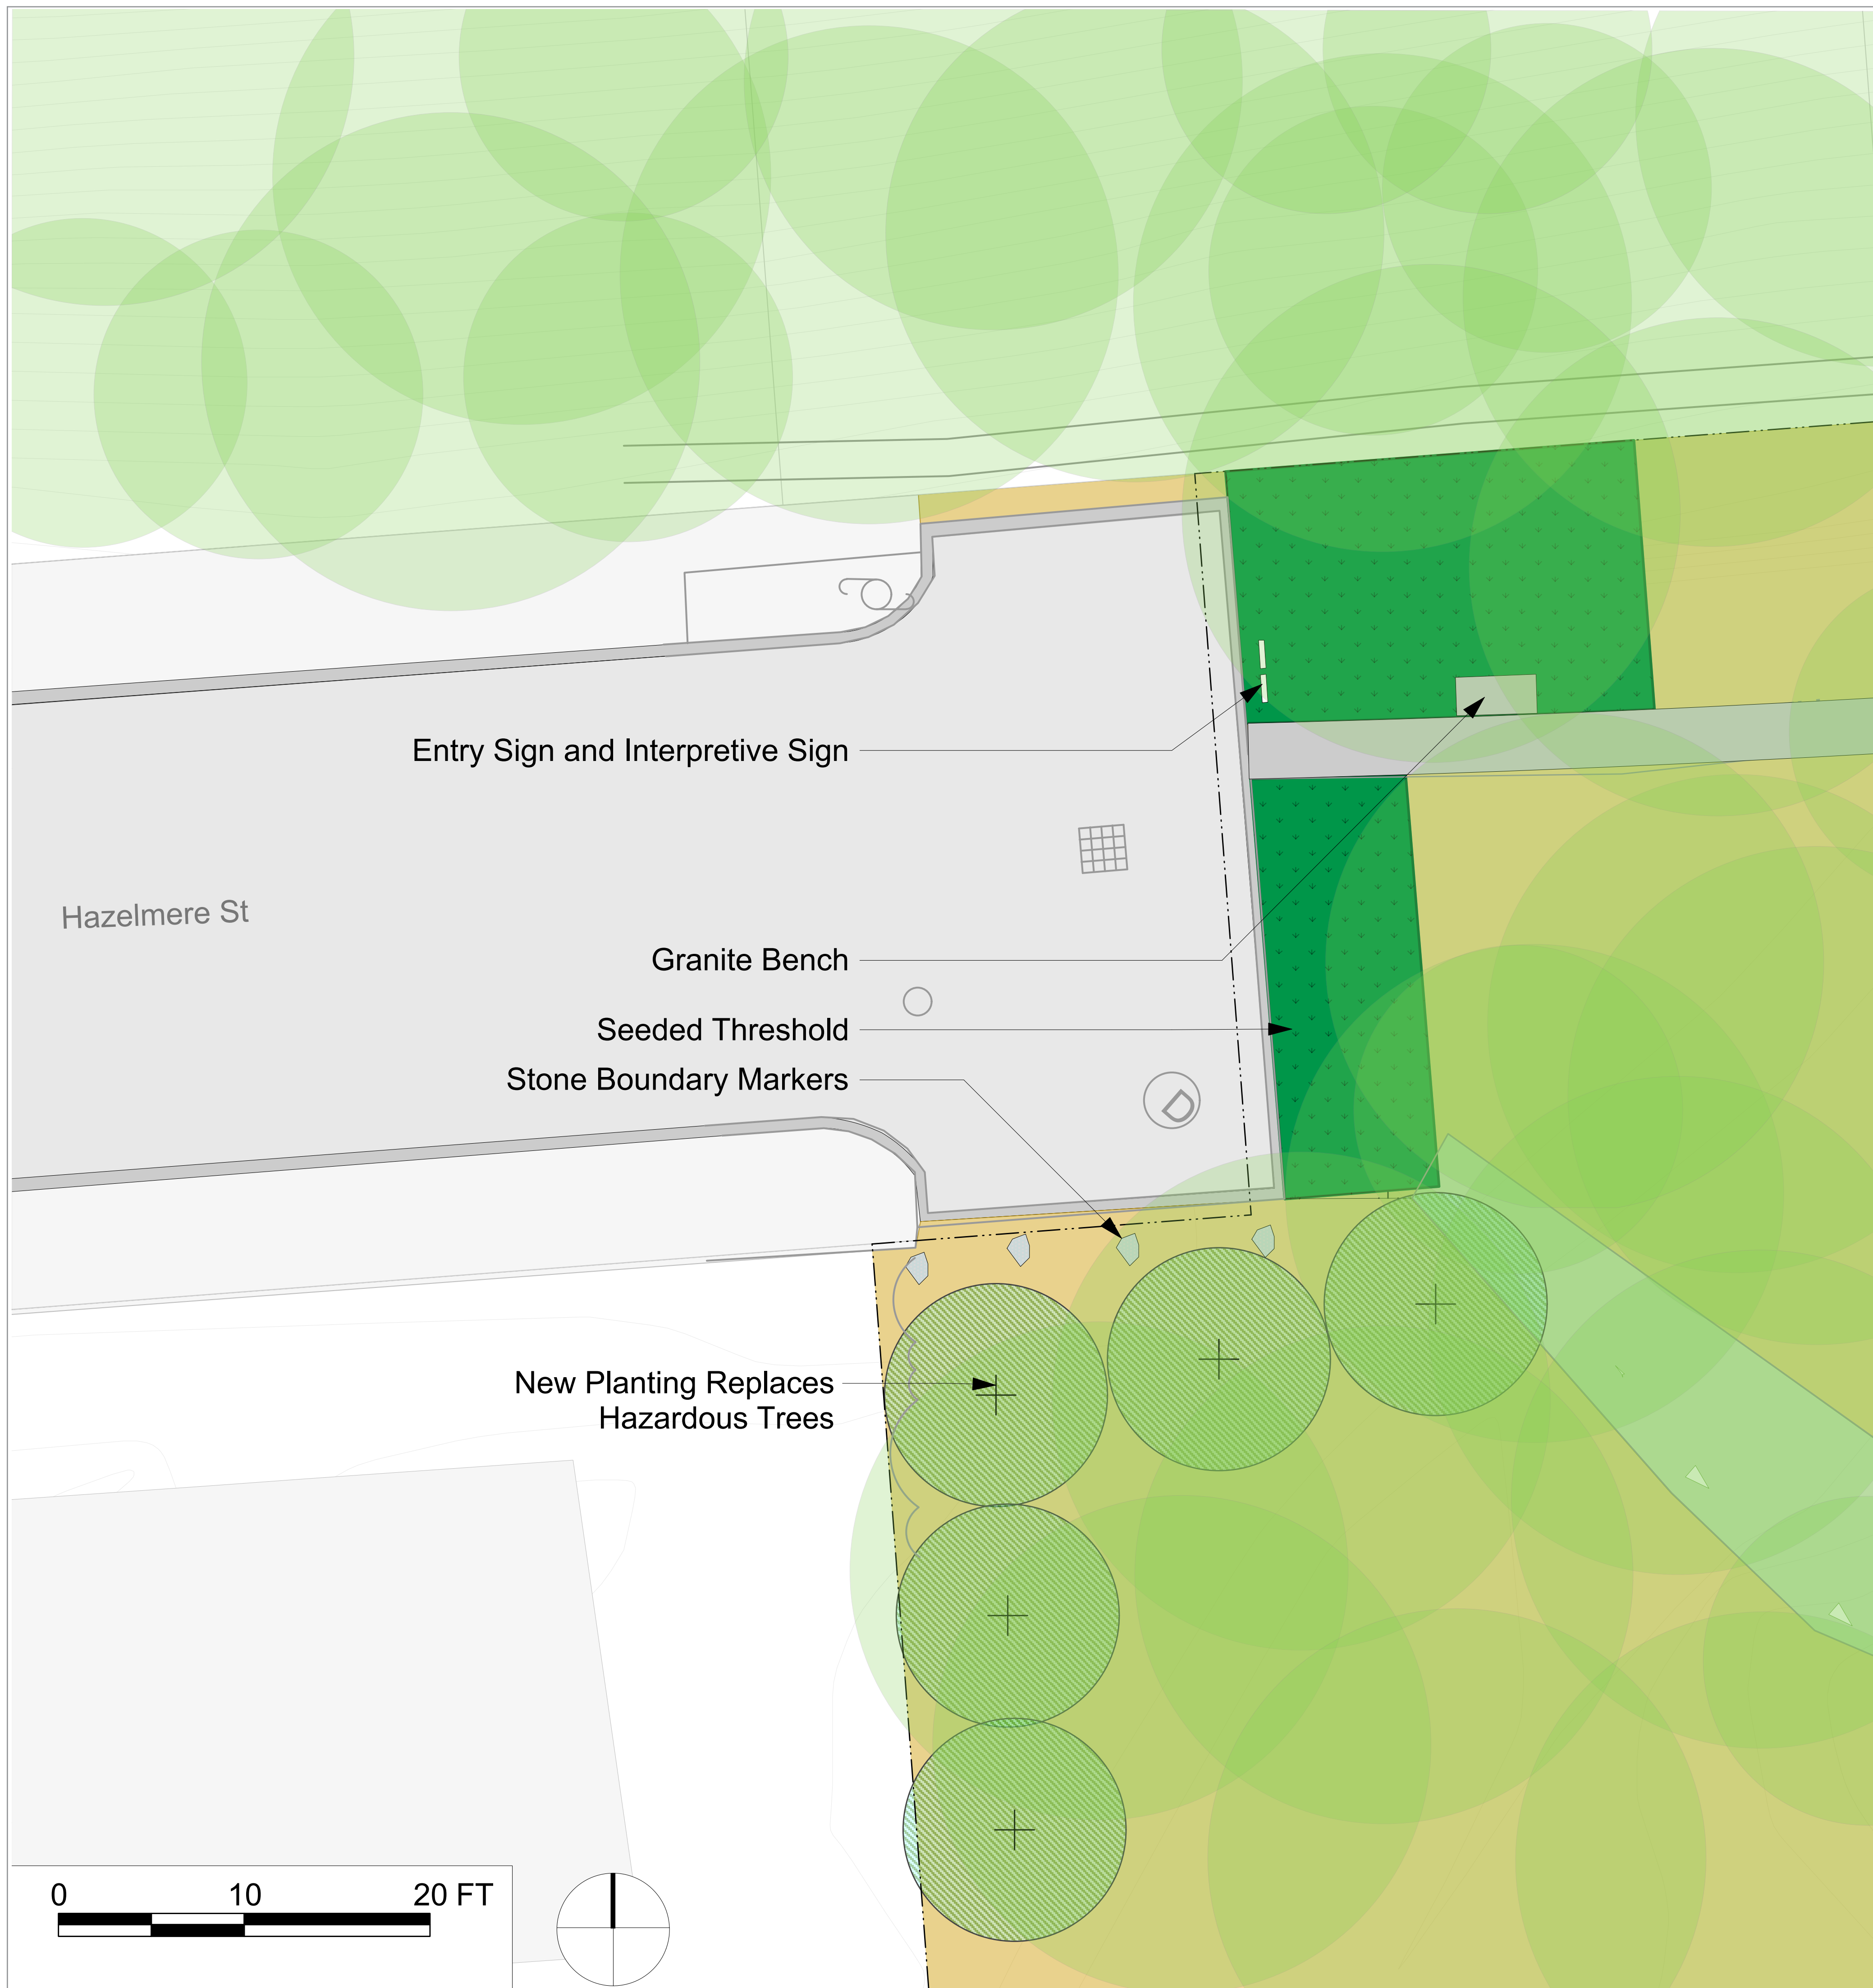 Entry Sign and Interpretive Sign
Hazelmere St
Granite Bench
Seeded Threshold
Stone Boundary Markers
D
New Planting Replaces
Hazardous Trees
0 10 20 FT